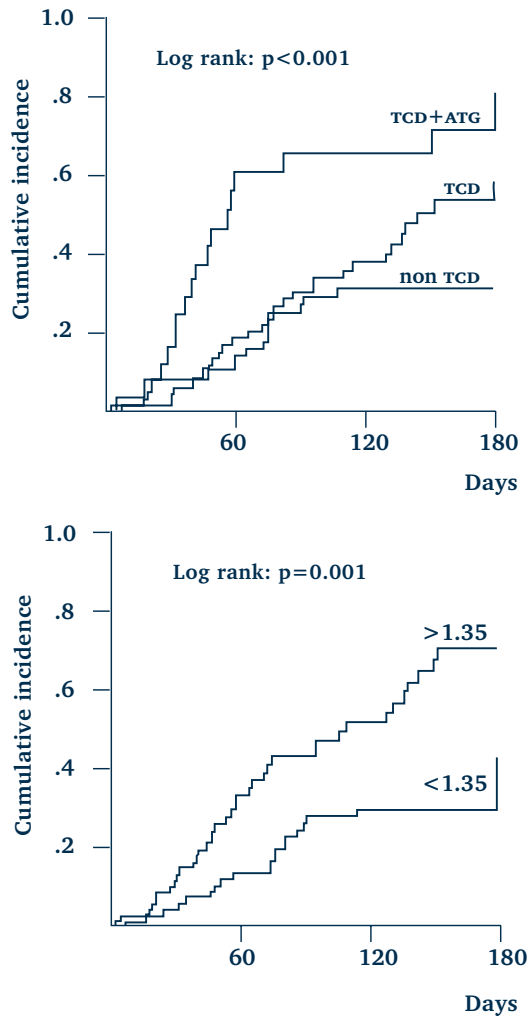 1.0
Log rank: p<0.001
.8
TCD+ATG
.6
TCD
.4
non TCD
.2
Cumulative incidence
60
120
180
Days
1.0
Log rank: p=0.001
.8
>1.35
.6
.4
<1.35
.2
Cumulative incidence
60
120
180
Days